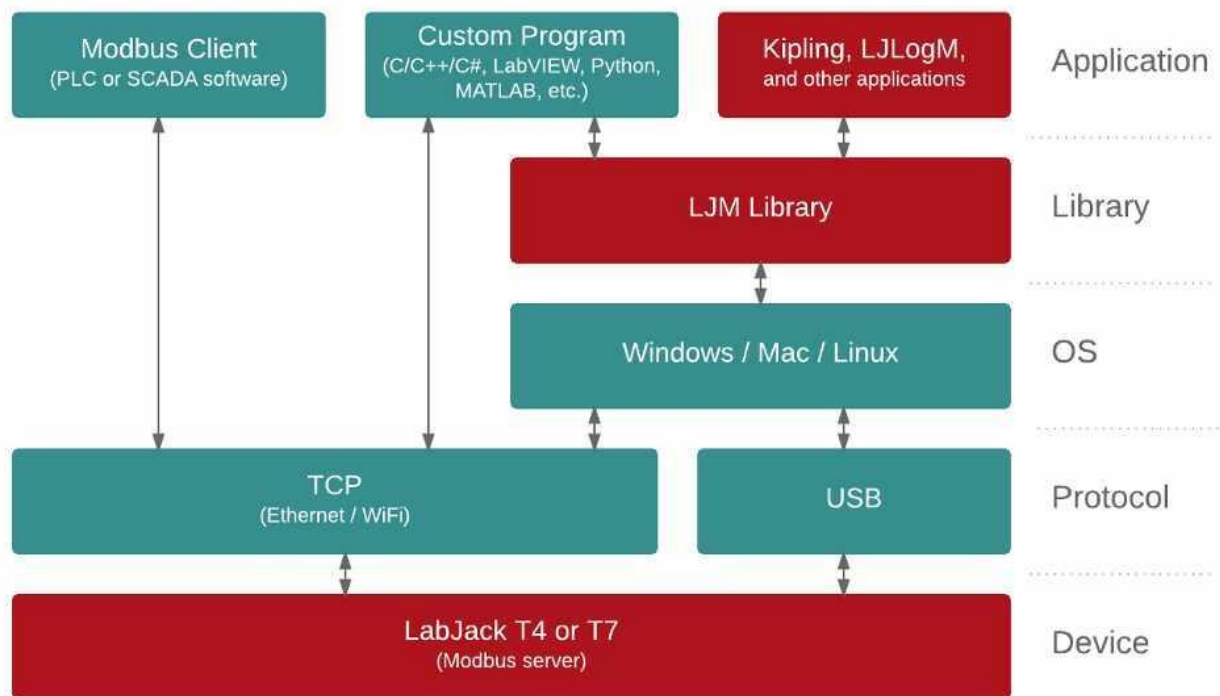 Modbus Client
(PLC or SCADA software)
Custom Program
(C/C++/C#, LabVIEW, Python,
MATLAB, etc.)
Kipling, LJLogM,
and other applications
Application
LJM Library
Library
Windows / Mac / Linux
OS
TCP
(Ethernet / WiFi)
USB
Protocol
LabJack T4 or T7
(Modbus server)
Device